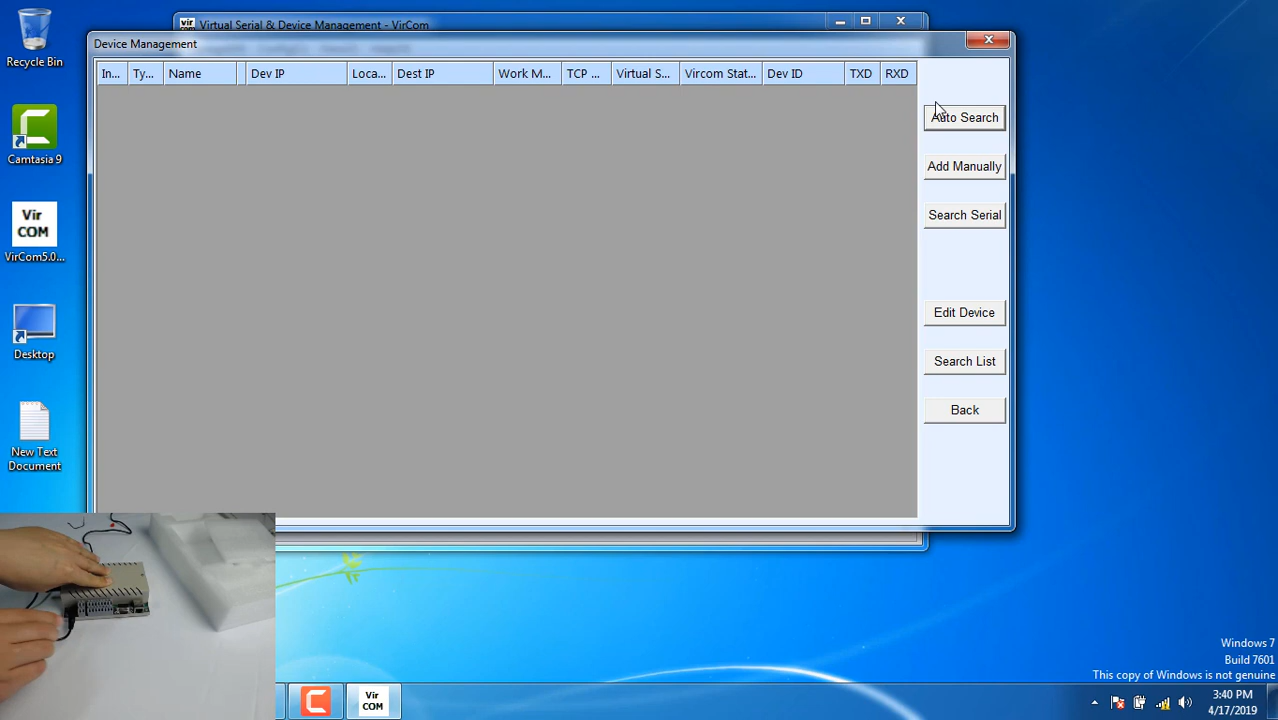 Recycle Bin
Camtasia 9
Vir
COM
VirCom5.0...
Desktop
New Text
Document
Vir
com
Virtual Serial & Device Management - VirCom
Device Management
In... Ty... Name Dev IP Loca... Dest IP Work M... TCP ... Virtual S... Vircom Stat... Dev ID TXD RXD
Auto Search
Add Manually
Search Serial
Edit Device
Search List
Back
Windows 7
Build 7601
This copy of Windows is not genuine
Vir
COM
3:40 PM
4/17/2019